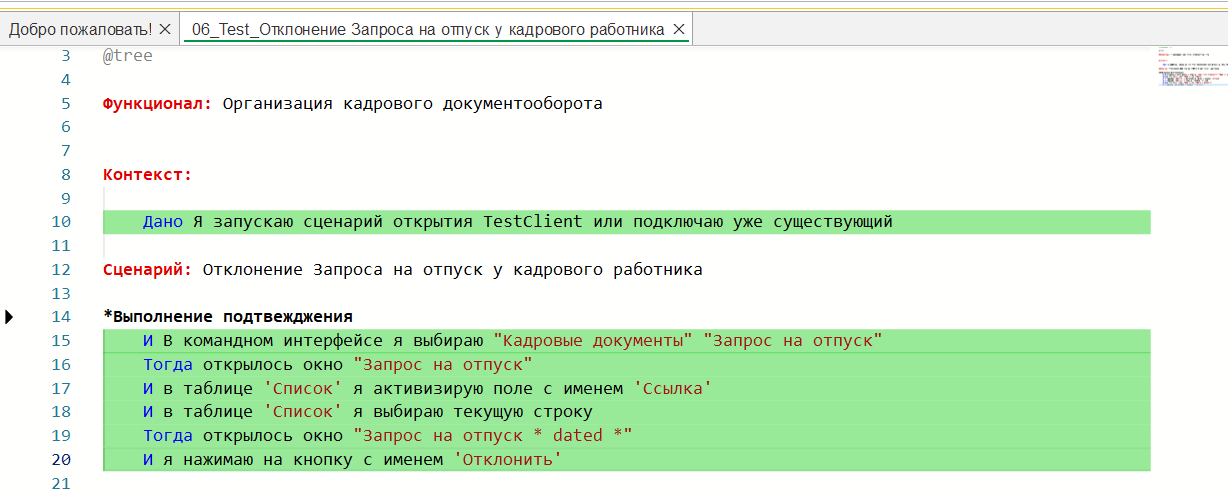 Добро пожаловать! × 06_Test_Отклонение Запроса на отпуск у кадрового работника ×
3 @tree
4
5 Функционал: Организация кадрового документооборота
6
7
8 Контекст:
9
10 Дано Я запускаю сценарий открытия TestClient или подключаю уже существующий
11
12 Сценарий: Отклонение Запроса на отпуск у кадрового работника
13
14 *Выполнение подтвежджения
15 И В командном интерфейсе я выбираю "Кадровые документы" "Запрос на отпуск"
16 Тогда открылось окно "Запрос на отпуск"
17 И в таблице 'Список' я активизирую поле с именем 'Ссылка'
18 И в таблице 'Список' я выбираю текущую строку
19 Тогда открылось окно "Запрос на отпуск * dated *"
20 И я нажимаю на кнопку с именем 'Отклонить'
21